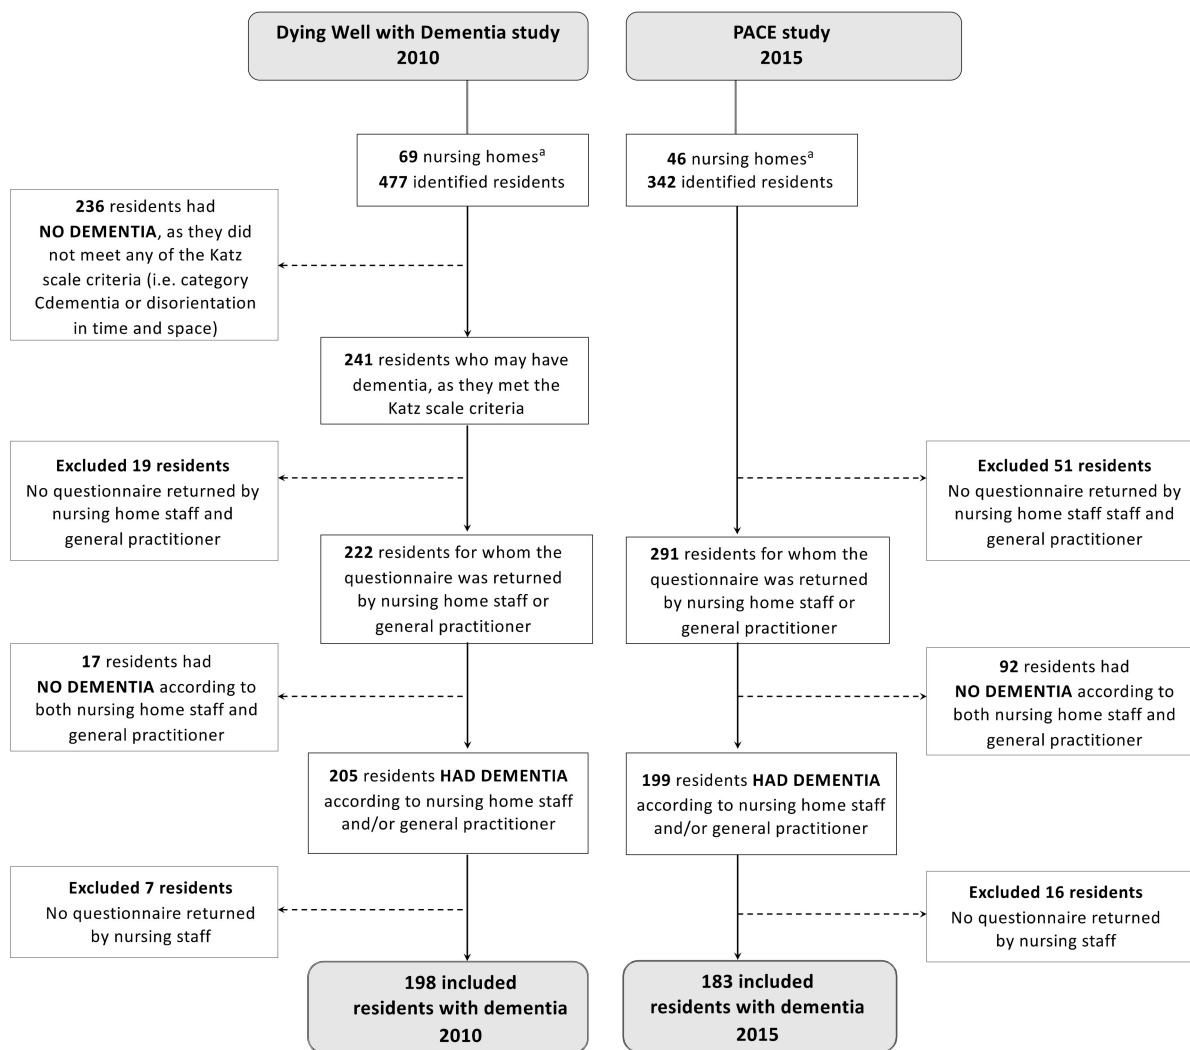 Dying Well with Dementia study
2010
PACE study
2015
69 nursing homesa
477 identified residents
46 nursing homesa
342 identified residents
236 residents had
NO DEMENTIA, as they did
not meet any of the Katz
scale criteria (i.e. category
Cdementia or disorientation
in time and space)
241 residents who may have
dementia, as they met the
Katz scale criteria
Excluded 19 residents
No questionnaire returned by
nursing home staff and
general practitioner
Excluded 51 residents
No questionnaire returned by
nursing home staff staff and
general practitioner
222 residents for whom the
questionnaire was returned
by nursing home staff or
general practitioner
291 residents for whom the
questionnaire was returned
by nursing home staff or
general practitioner
17 residents had
NO DEMENTIA according to
both nursing home staff and
general practitioner
92 residents had
NO DEMENTIA according to
both nursing home staff and
general practitioner
205 residents HAD DEMENTIA
according to nursing home staff
and/or general practitioner
199 residents HAD DEMENTIA
according to nursing home staff
and/or general practitioner
Excluded 7 residents
No questionnaire returned
by nursing staff
Excluded 16 residents
No questionnaire returned
by nursing staff
198 included
residents with dementia
2010
183 included
residents with dementia
2015